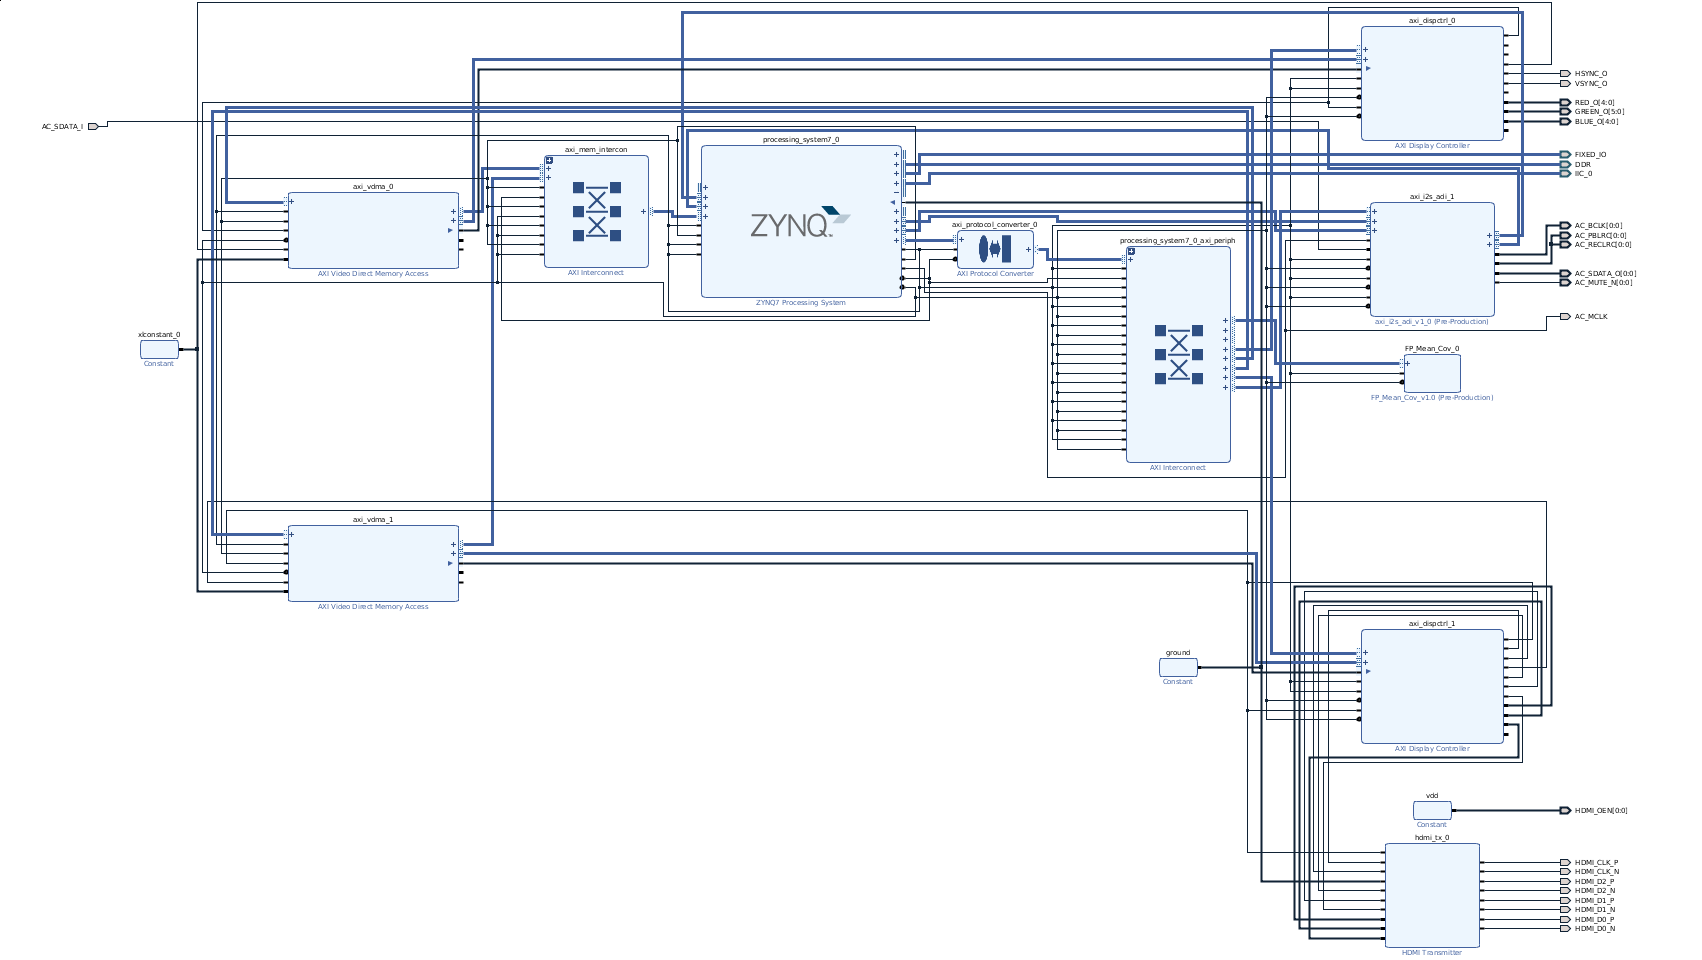 axi_dispctrl_0
AXI Display Controller
HSYNC_O
VSYNC_O
RED_O[4:0]
GREEN_O[5:0]
BLUE_O[4:0]
AC_SDATA_I
processing_system7_0
ZYNQ
ZYNQ7 Processing System
axi_mem_intercon
AXI Interconnect
FIXED_IO
DDR
IIC_0
axi_vdma_0
AXI Video Direct Memory Access
axi_protocol_converter_0
AXI Protocol Converter
processing_system7_0_axi_periph
AXI Interconnect
axi_i2s_adi_1
axi_i2s_adi_v1_0 (Pre-Production)
AC_BCLK[0:0]
AC_PBLRC[0:0]
AC_RECLRC[0:0]
AC_SDATA_O[0:0]
AC_MUTE_N[0:0]
AC_MCLK
xlconstant_0
Constant
FP_Mean_Cov_0
FP_Mean_Cov_v1.0 (Pre-Production)
axi_vdma_1
AXI Video Direct Memory Access
ground
Constant
axi_dispctrl_1
AXI Display Controller
vdd
Constant
HDMI_OEN[0:0]
hdmi_tx_0
HDMI Transmitter
HDMI_CLK_P
HDMI_CLK_N
HDMI_D2_P
HDMI_D2_N
HDMI_D1_P
HDMI_D1_N
HDMI_D0_P
HDMI_D0_N